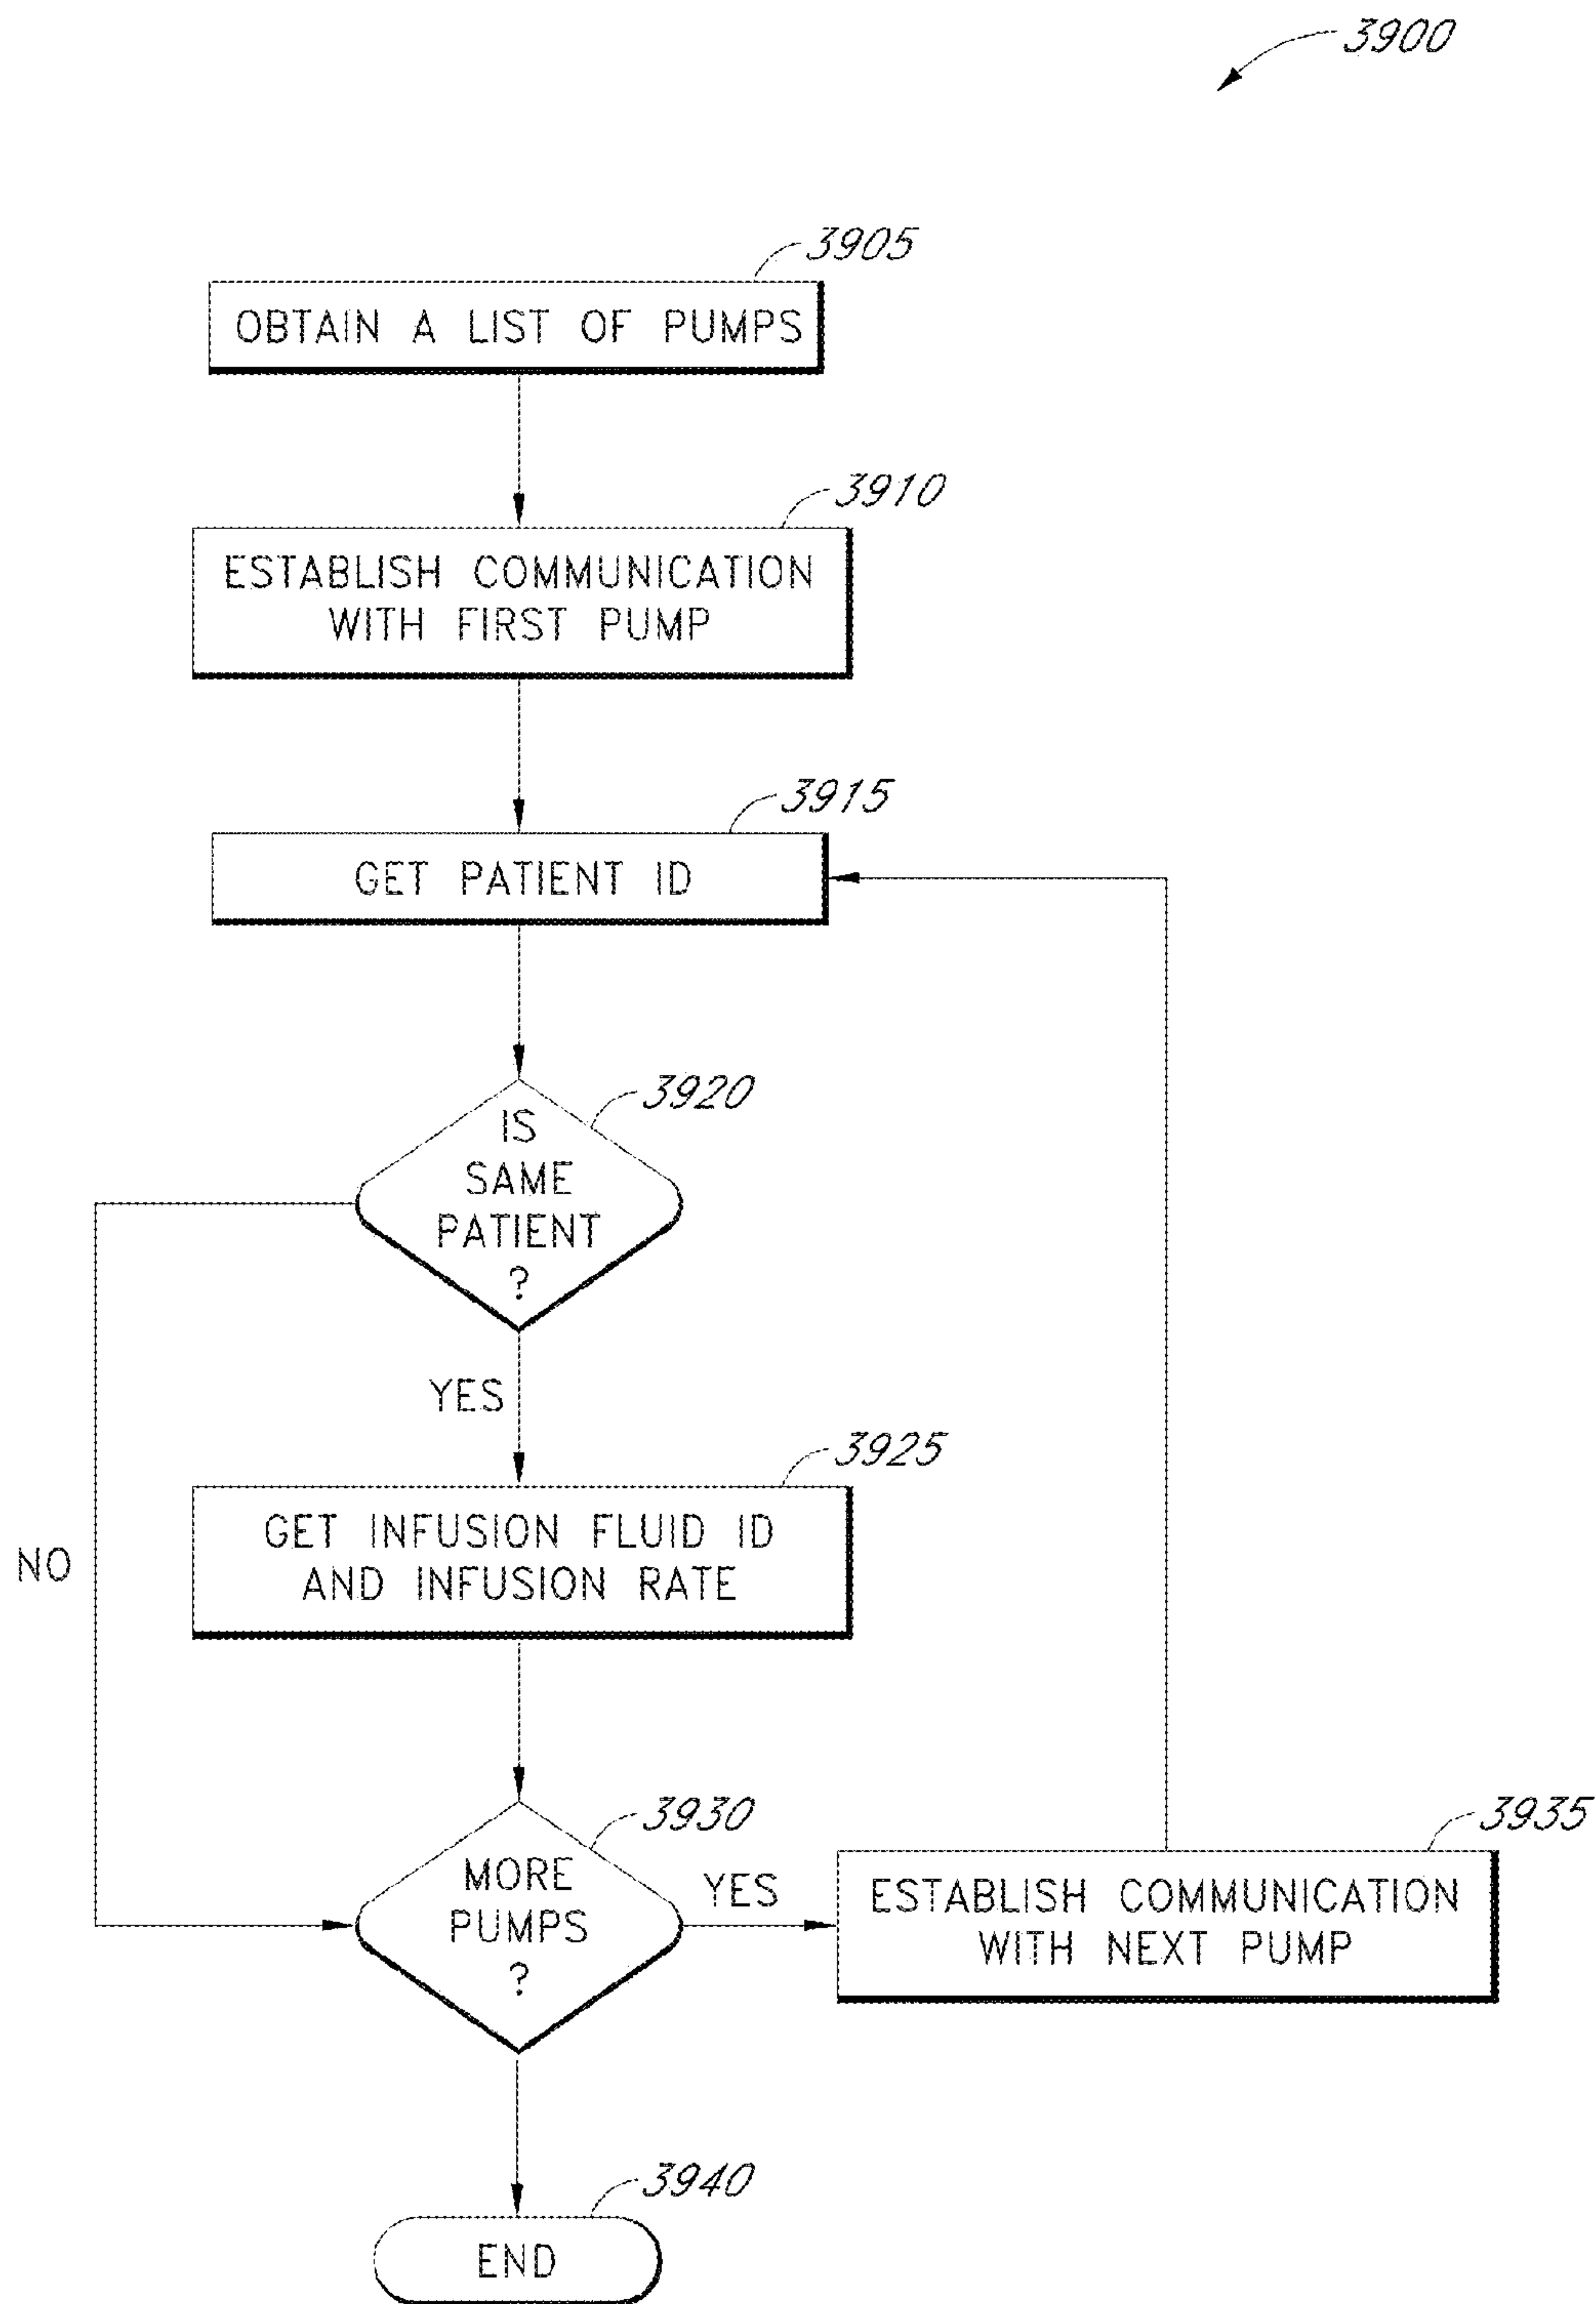 3900
3905
OBTAIN A LIST OF PUMPS
3910
ESTABLISH COMMUNICATION
WITH FIRST PUMP
3915
GET PATIENT ID
3920
IS
SAME
PATIENT
?
YES
NO
3925
GET INFUSION FLUID ID
AND INFUSION RATE
3930
MORE
PUMPS
?
YES
3935
ESTABLISH COMMUNICATION
WITH NEXT PUMP
3940
END